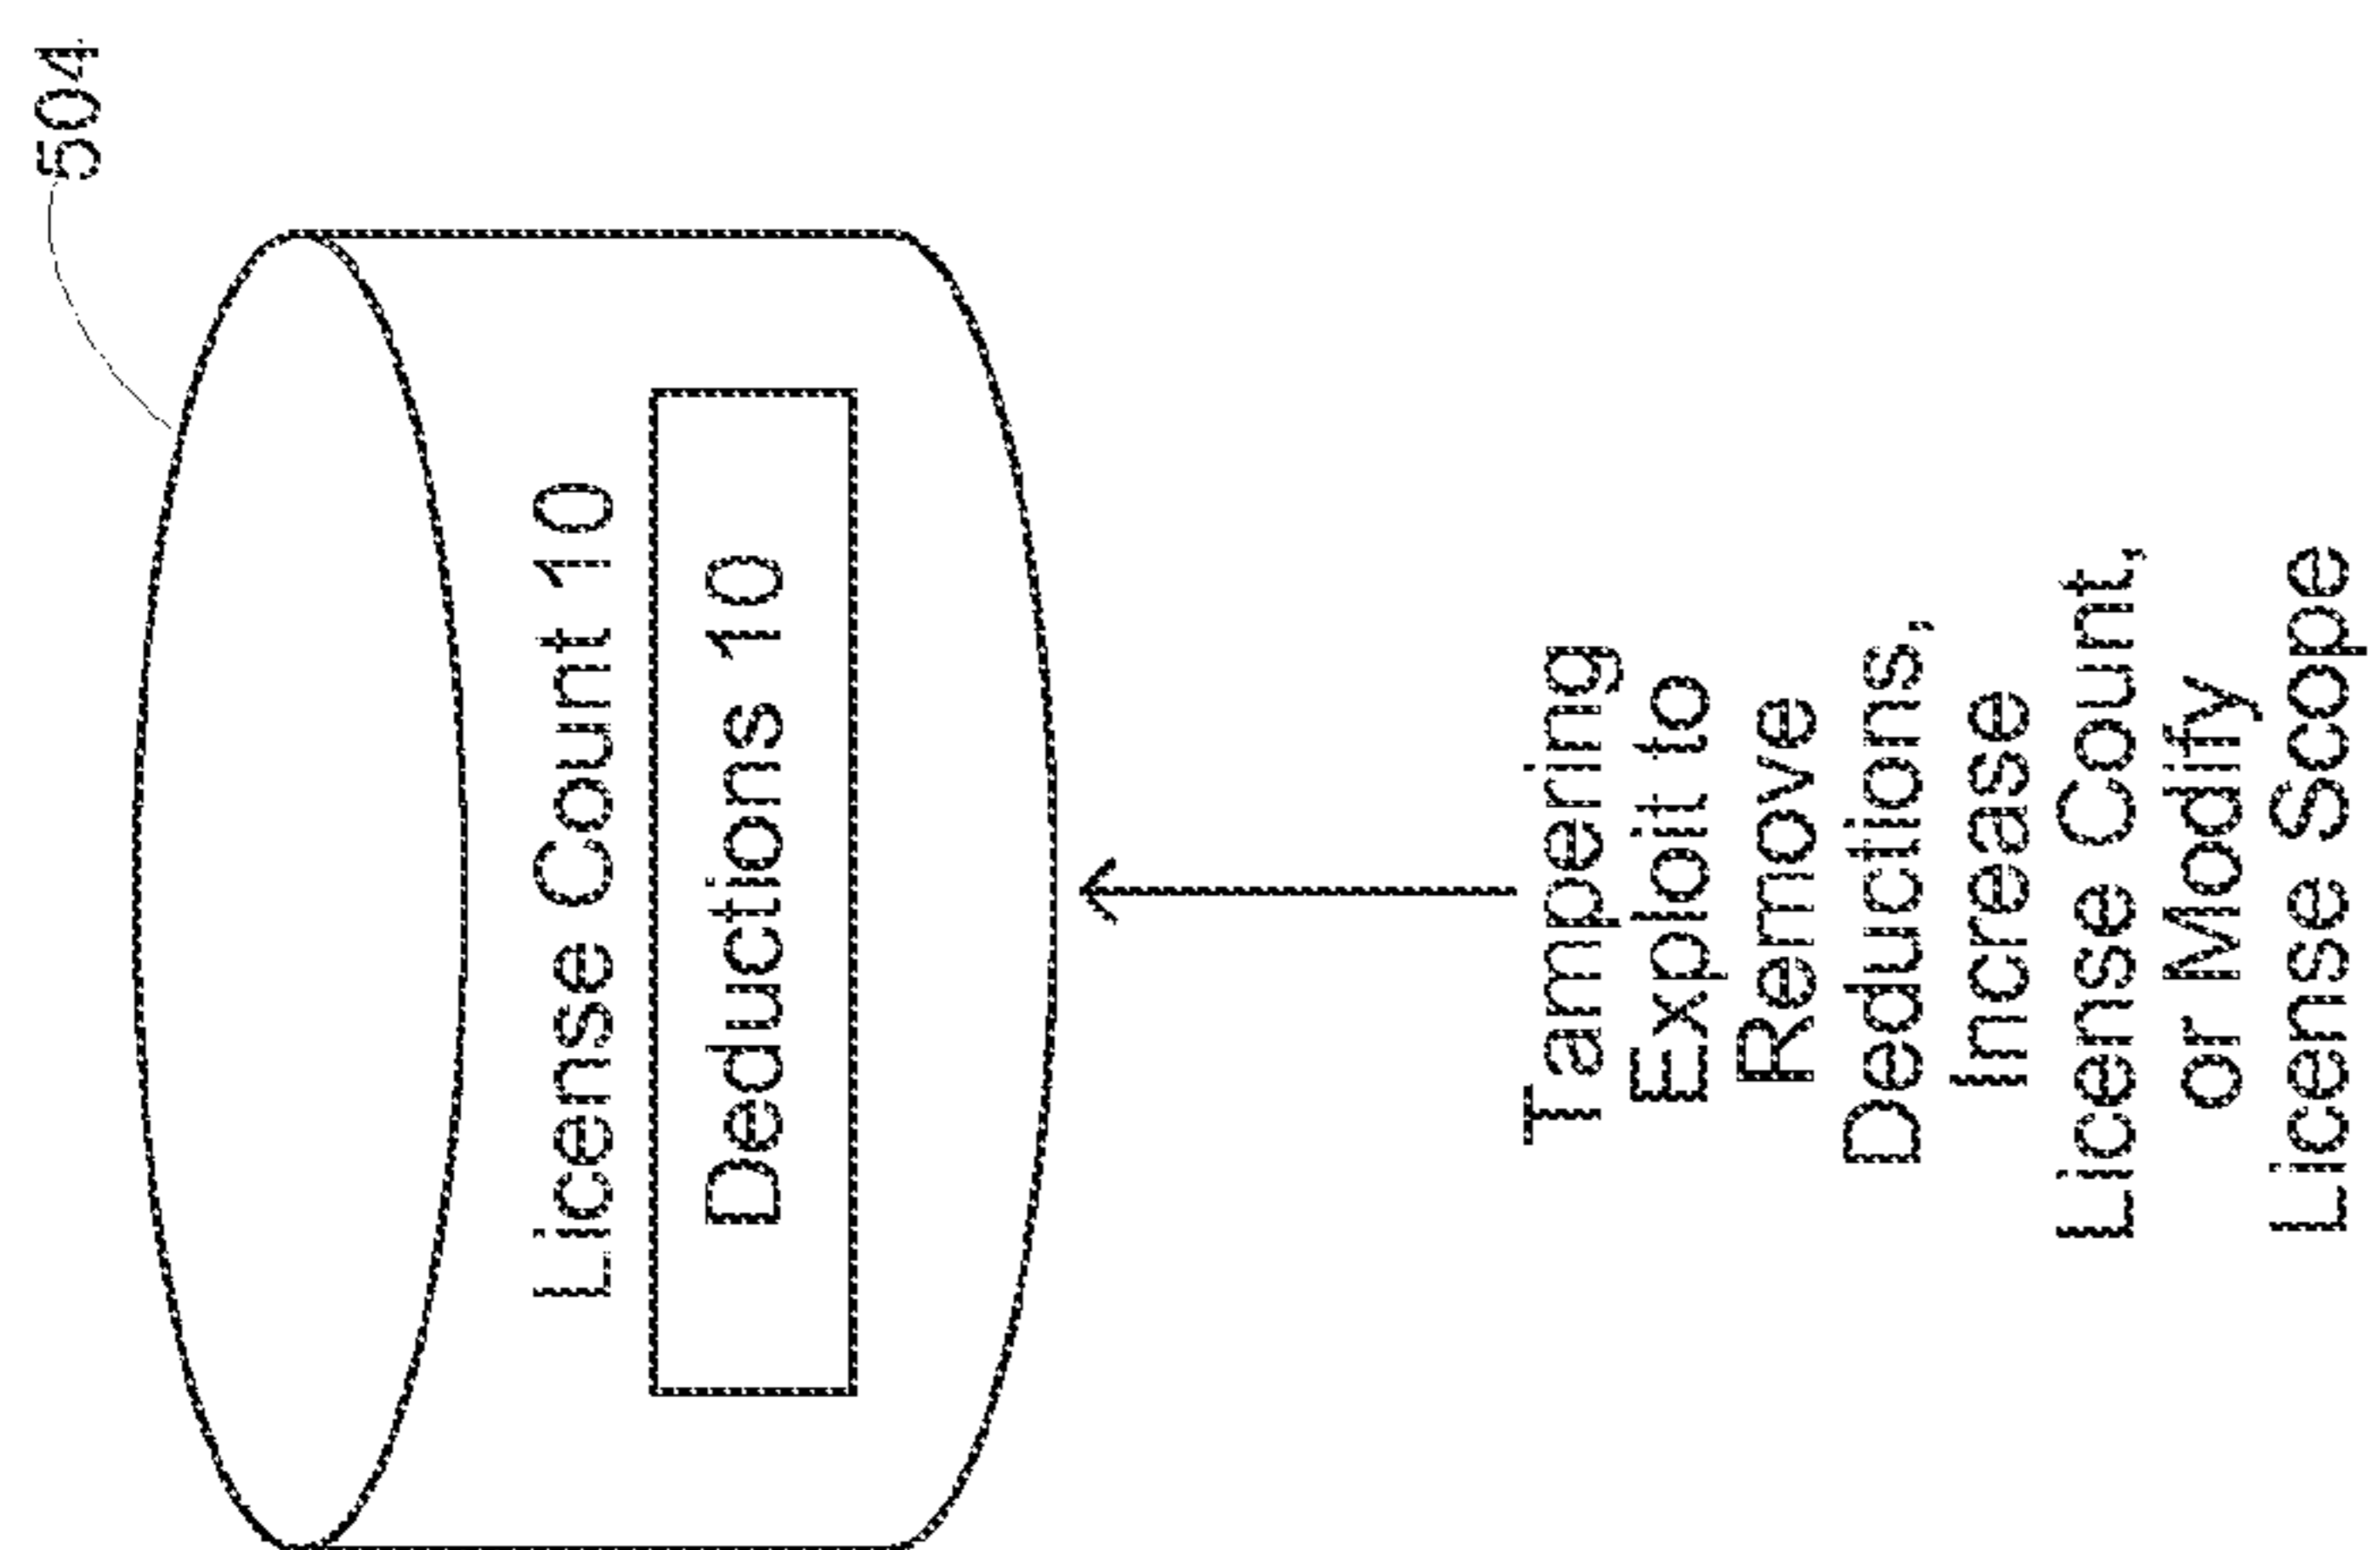 504
License Count 10
Deductions 10
Tampering
Exploit to
Remove
Deductions,
Increase
License Count,
or Modify
License Scope